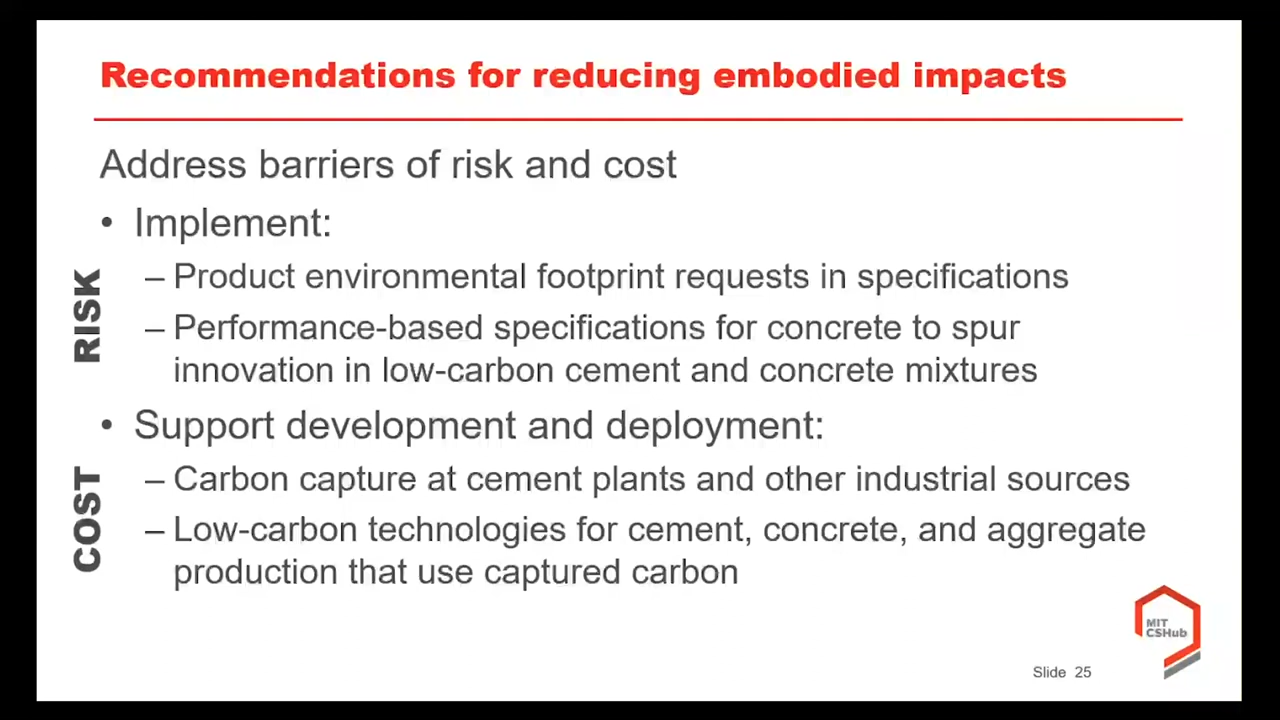 Recommendations for reducing embodied impacts
Address barriers of risk and cost
• Implement:
RISK
– Product environmental footprint requests in specifications
– Performance-based specifications for concrete to spur
innovation in low-carbon cement and concrete mixtures
• Support development and deployment:
COST
– Carbon capture at cement plants and other industrial sources
– Low-carbon technologies for cement, concrete, and aggregate
production that use captured carbon
MIT
CSHub
Slide 25